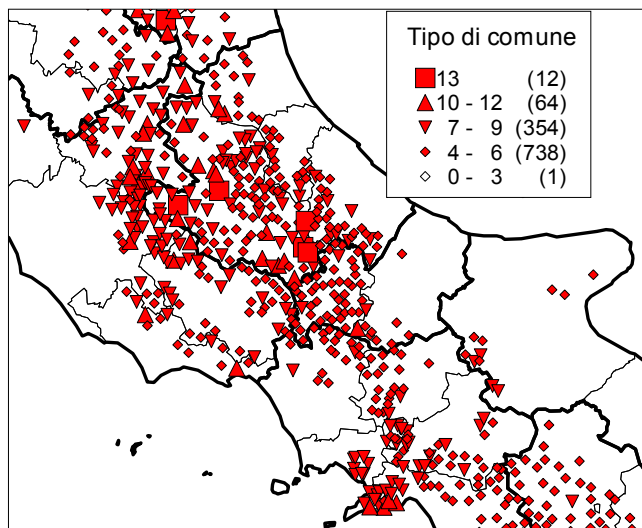 Tipo di comune
13 (12)
10 - 12 (64)
7 - 9 (354)
4 - 6 (738)
0 - 3 (1)